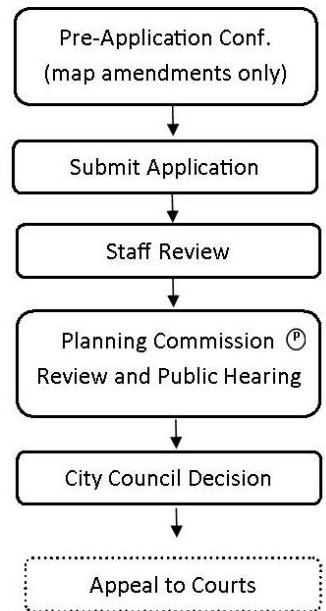 Pre-Application Conf.
(map amendments only)
Submit Application
Staff Review
Planning Commission Ⓟ
Review and Public Hearing
City Council Decision
Appeal to Courts